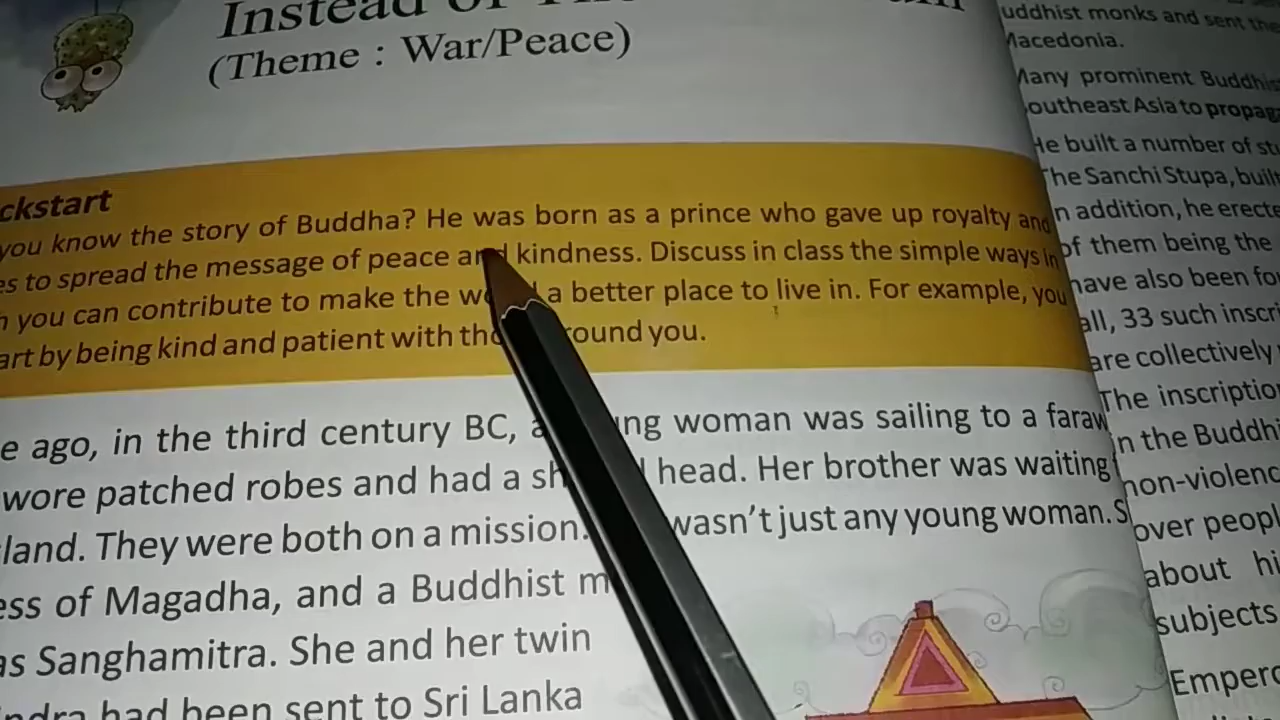 Instead Of
(Theme : War/Peace)
ckstart
you know the story of Buddha? He was born as a prince who gave up royalty and
es to spread the message of peace and kindness. Discuss in class the simple ways in
you can contribute to make the a better place to live in. For example, you
art by being kind and patient with ound you.
e ago, in the third century BC, ng woman was sailing to a faraw
wore patched robes and had a sh head. Her brother was waiting
land. They were both on a mission. wasn't just any young woman. S
ess of Magadha, and a Buddhist m
as Sanghamitra. She and her twin
ndra had been sent to Sri Lanka
uddhist monks and sent the
Macedonia.
Many prominent Buddhis
outheast Asia to propag
He built a number of stu
The Sanchi Stupa, built
n addition, he erecte
of them being the
have also been fo
all, 33 such inscri
are collectively
The inscription
in the Buddhi
non-violenc
over peopl
about hi
subjects
Empero